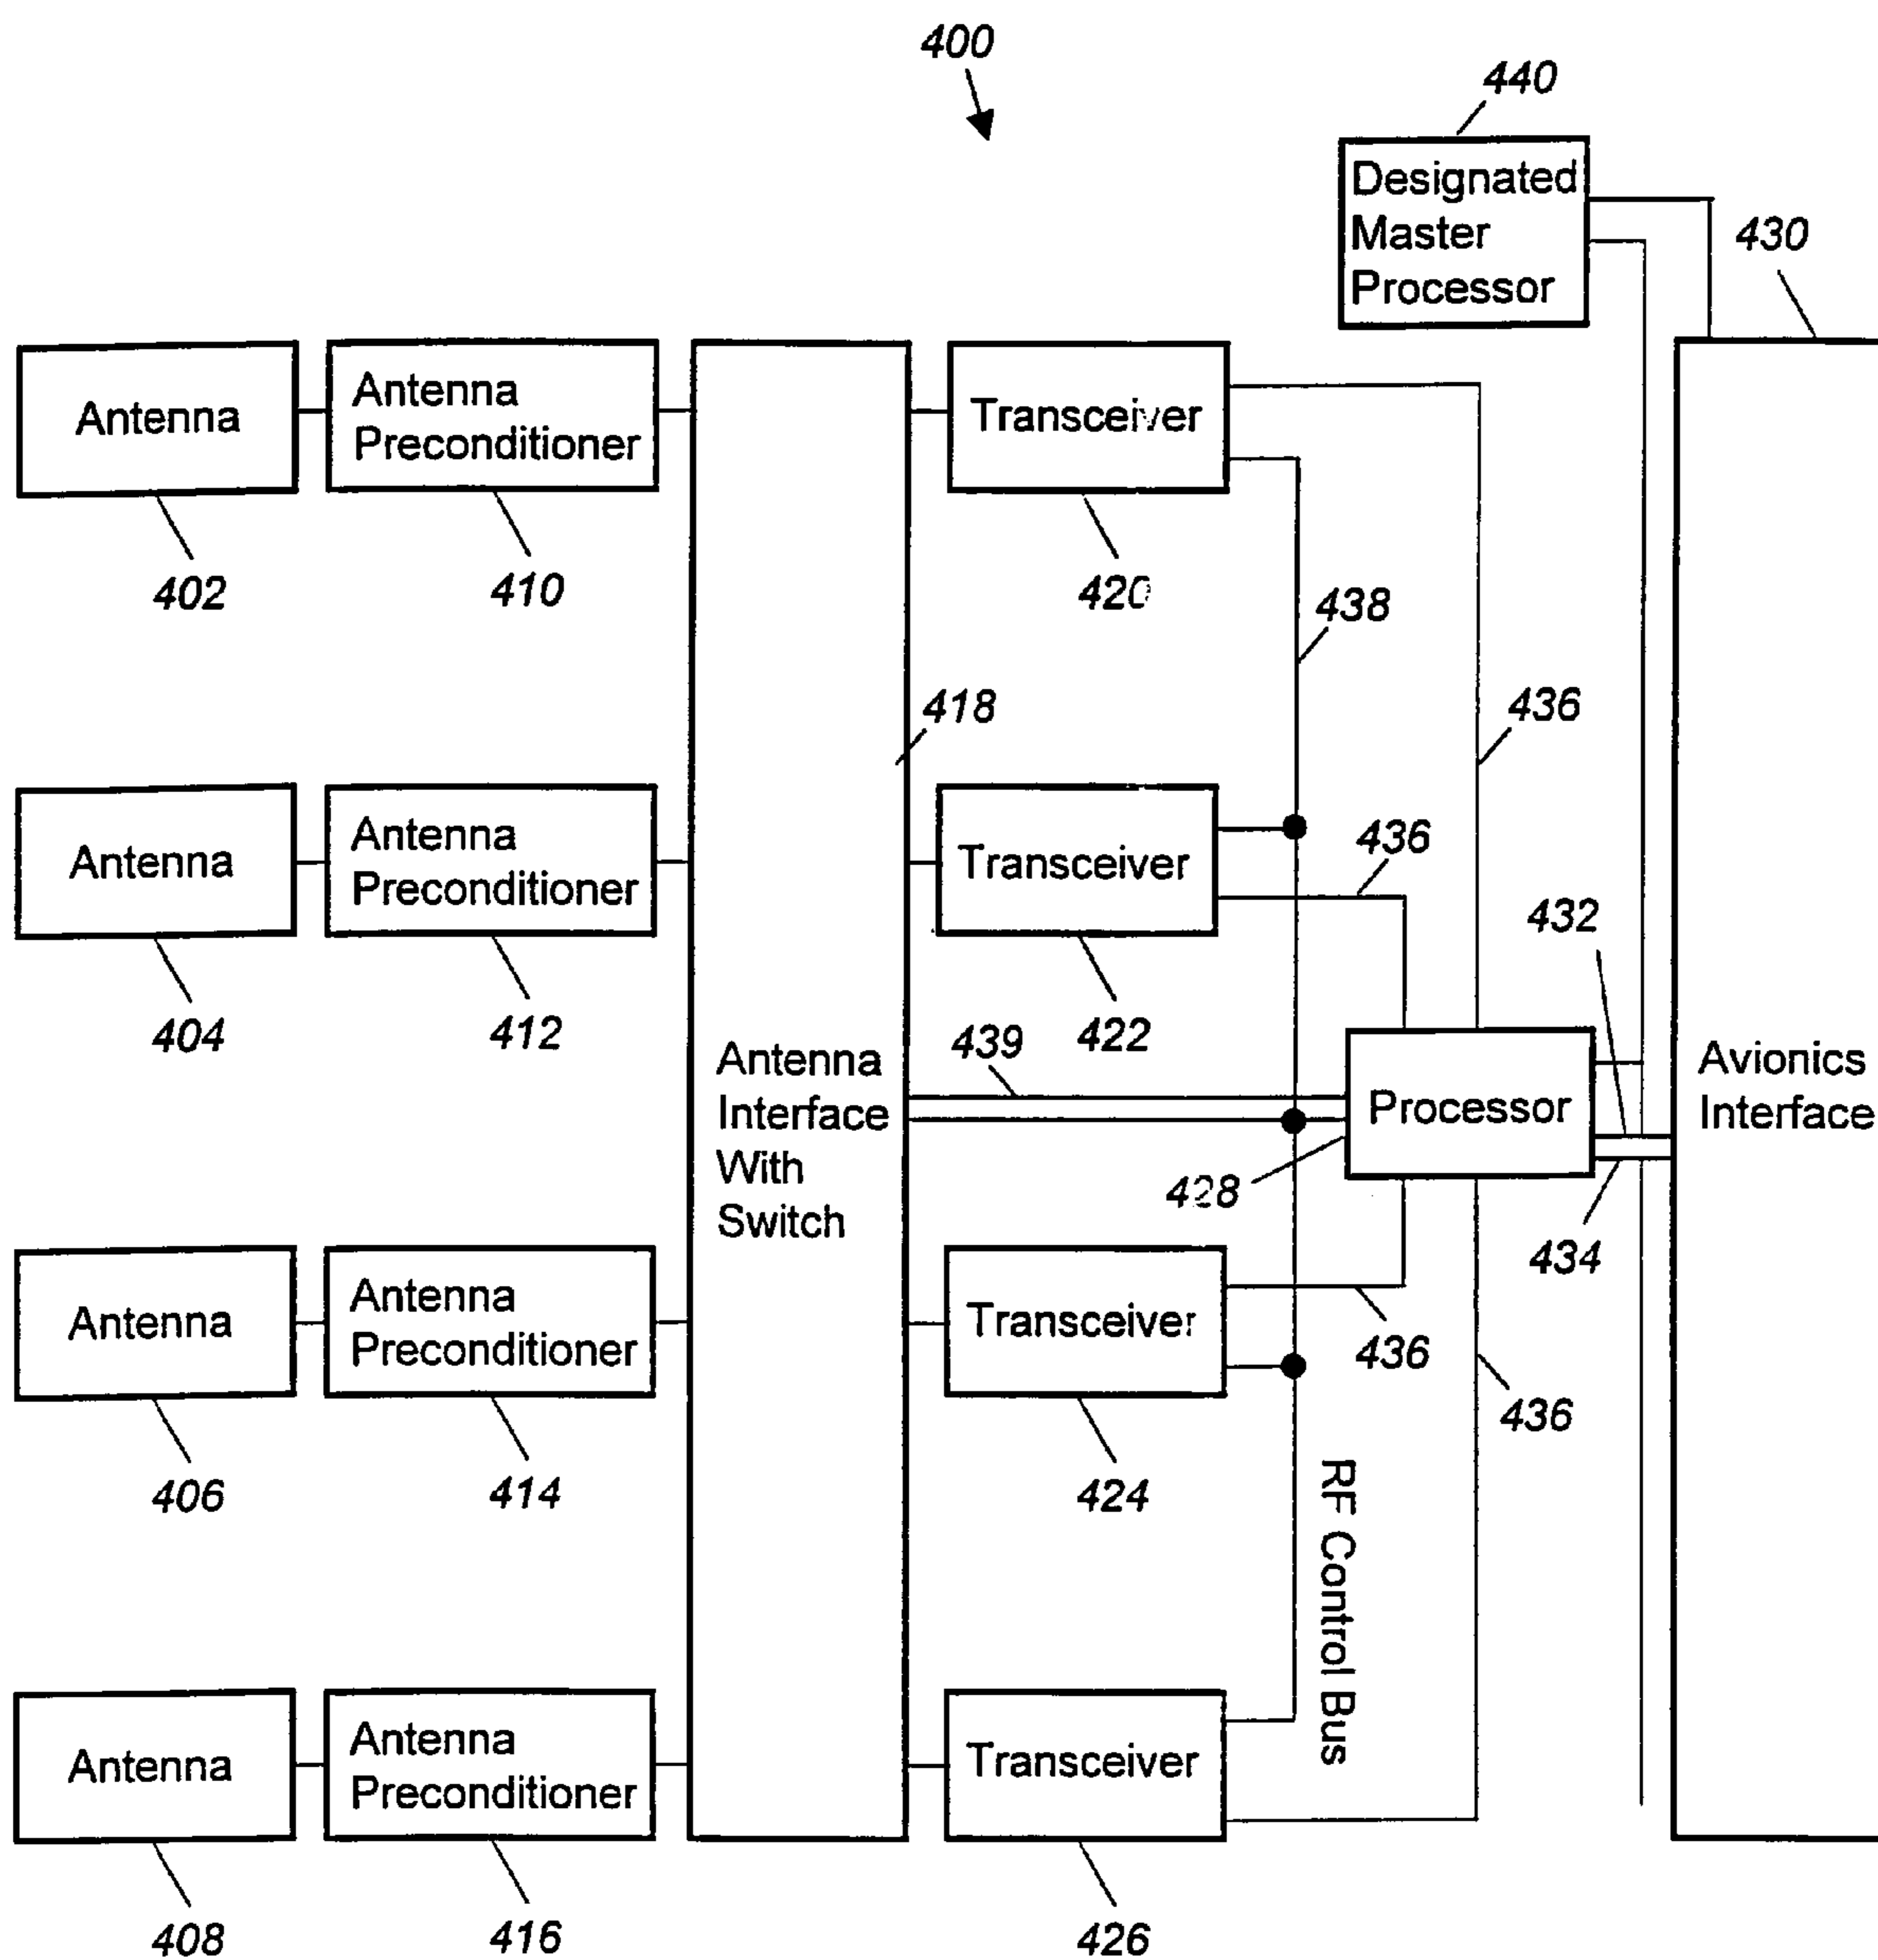 400
440
Designated
Master
Processor
430
Antenna
Antenna
Preconditioner
Transceiver
402
410
420
438
418
436
Antenna
Antenna
Preconditioner
Transceiver
436
432
404
412
422
439
Antenna
Interface
With
Switch
Processor
Avionics
Interface
428
434
Antenna
Antenna
Preconditioner
Transceiver
436
436
406
414
424
RF Control Bus
Antenna
Antenna
Preconditioner
Transceiver
408
416
426